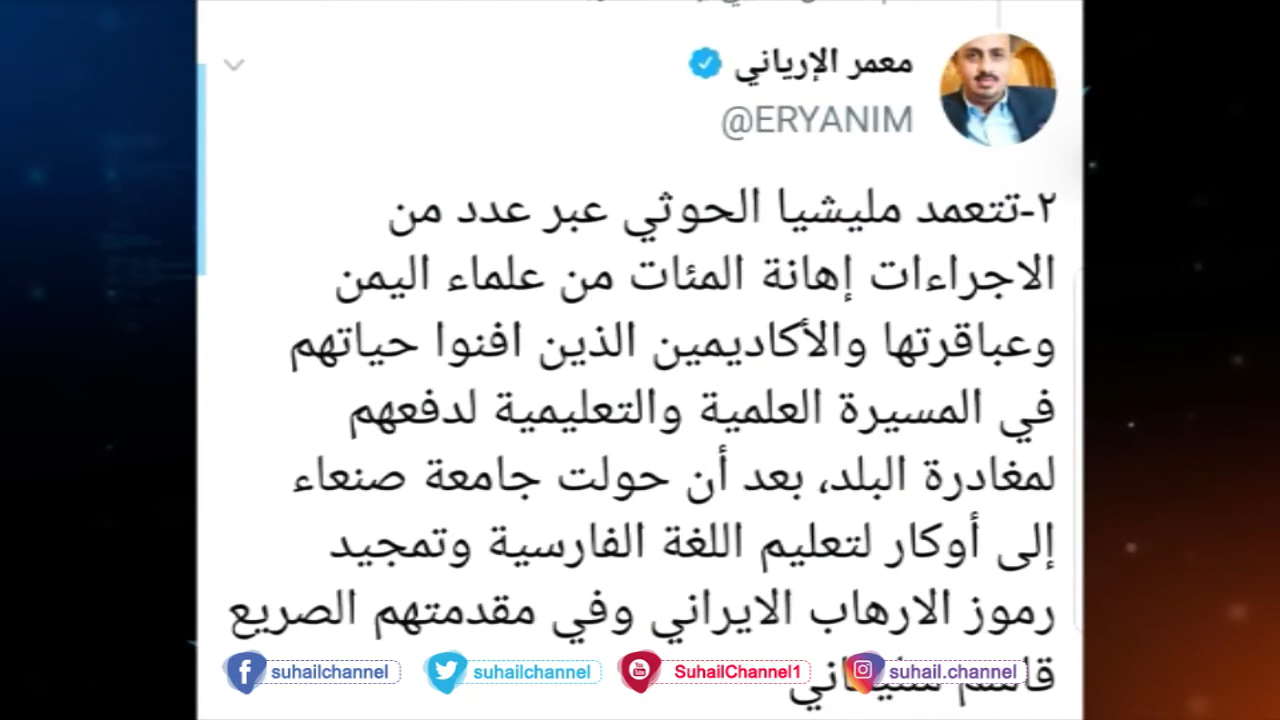 معمر الإرياني
@ERYANIM
٢-تتعمد مليشيا الحوثي عبر عدد من
الاجراءات إهانة المئات من علماء اليمن
وعباقرتها والأكاديمين الذين افنوا حياتهم
في المسيرة العلمية والتعليمية لدفعهم
لمغادرة البلد، بعد أن حولت جامعة صنعاء
إلى أوكار لتعليم اللغة الفارسية وتمجيد
رموز الارهاب الايراني وفي مقدمتهم الصريع
قاسم
suhailchannel suhailchannel SuhailChannel1 suhail.channel